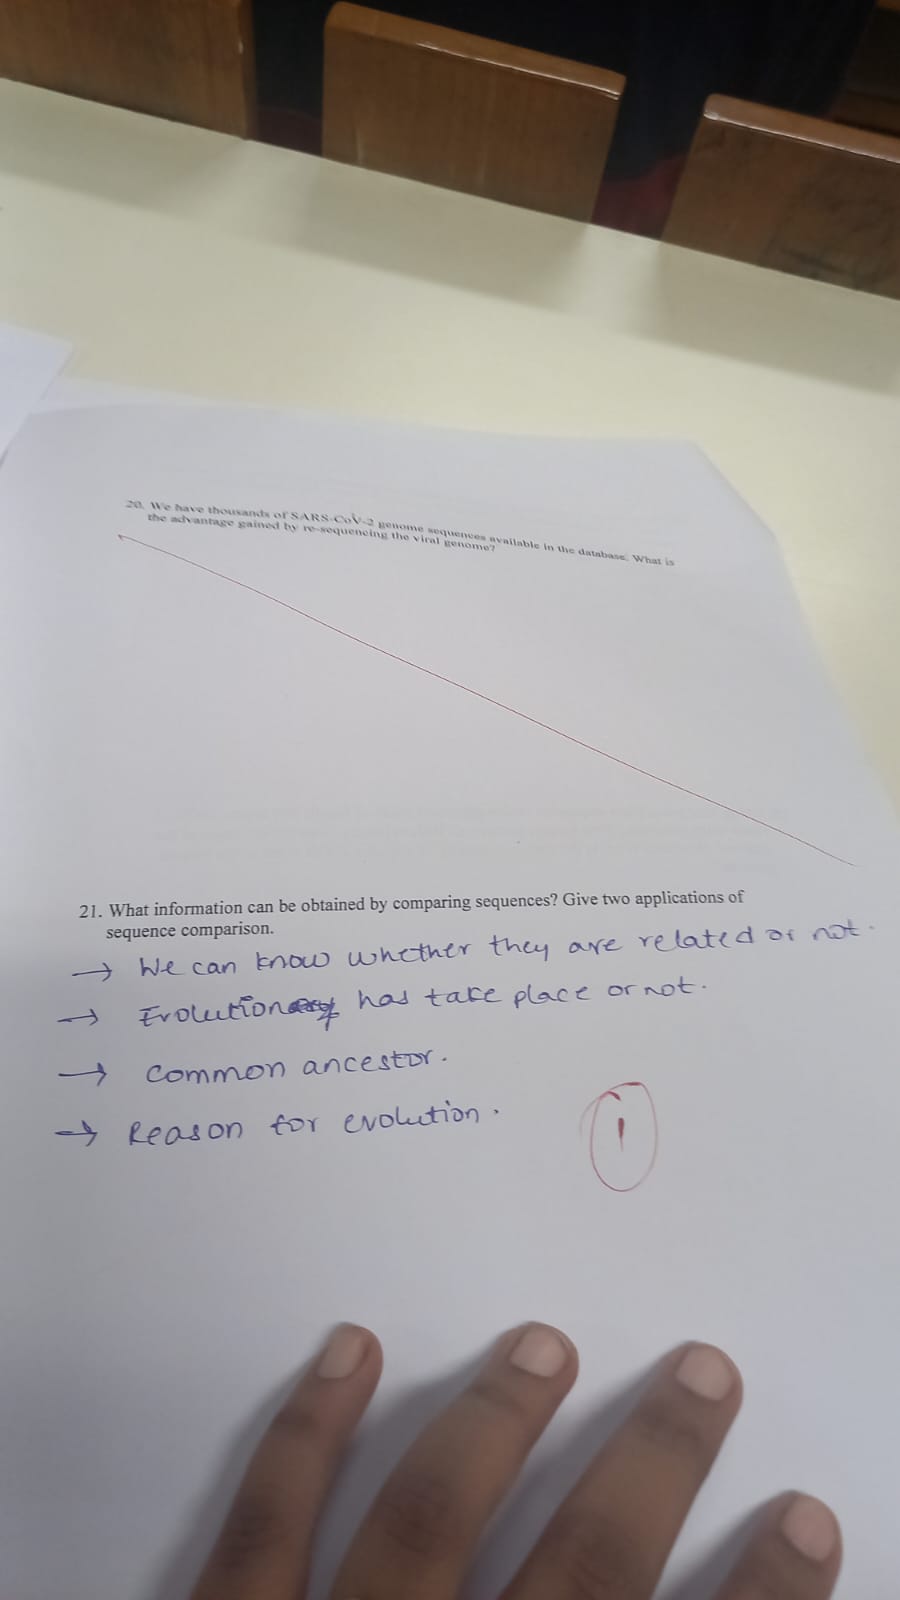 20. We have thousands of SARS-CoV-2 genome sequences available in the database. What is
the advantage gained by re-sequencing the viral genome?
21. What information can be obtained by comparing sequences? Give two applications of
sequence comparison.
→ We can know whether they are related or not.
→ Evolution has take place or not.
→ Common ancestor.
→ Reason for evolution.
1